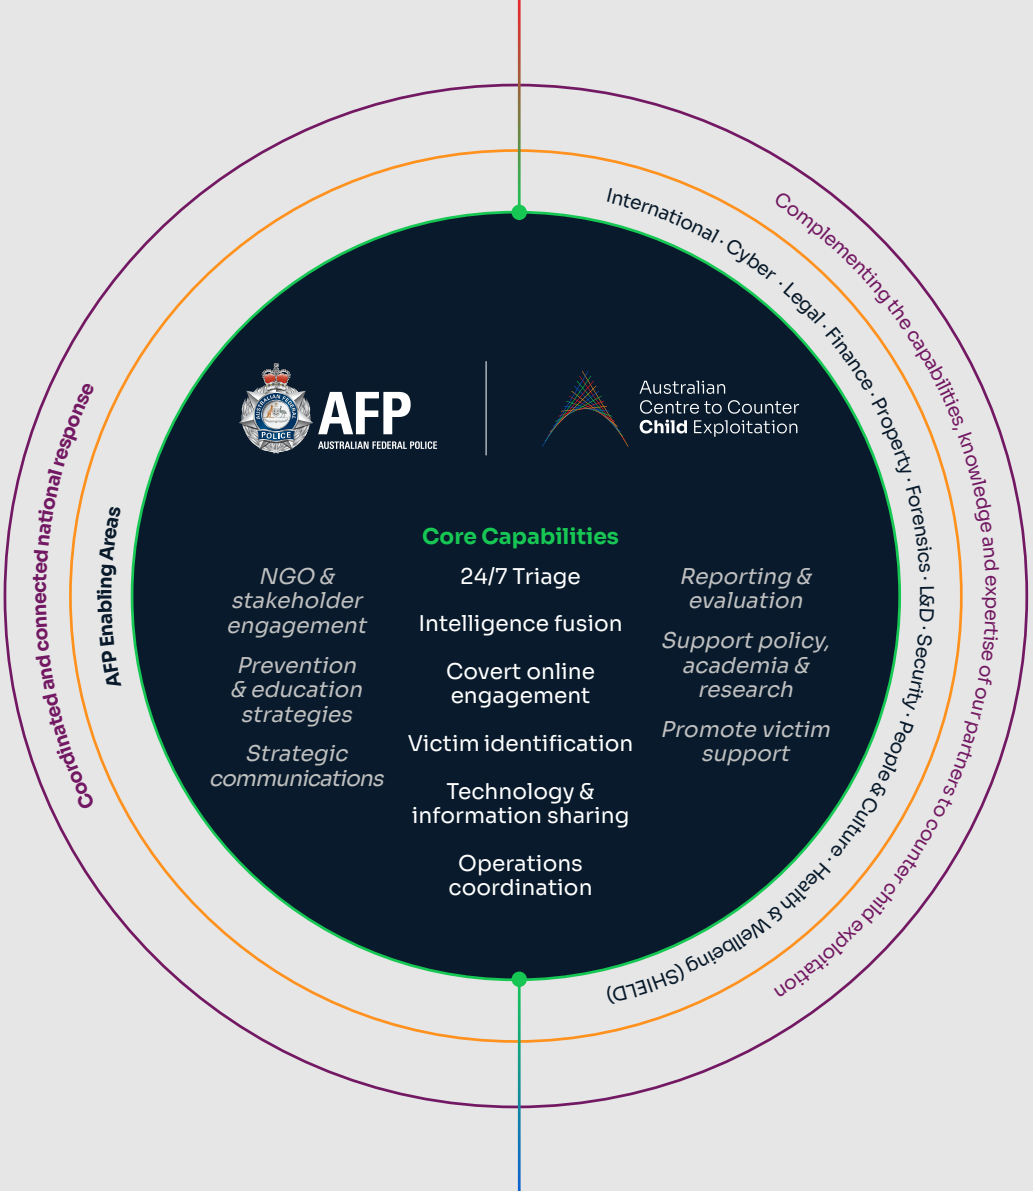 Coordinated and connected national response
AFP Enabling Areas
International · Cyber · Legal · Finance · Property · Forensics · L&D · Security · People & Culture · Health & Wellbeing (SHIELD)
Complementing the capabilities, knowledge and expertise of our partners to counter child exploitation
AUSTRALIAN FEDERAL
POLICE
AFP
AUSTRALIAN FEDERAL POLICE
Australian
Centre to Counter
Child Exploitation
Core Capabilities
NGO &
stakeholder
engagement
Prevention
& education
strategies
Strategic
communications
24/7 Triage
Intelligence fusion
Covert online
engagement
Victim identification
Technology &
information sharing
Operations
coordination
Reporting &
evaluation
Support policy,
academia &
research
Promote victim
support